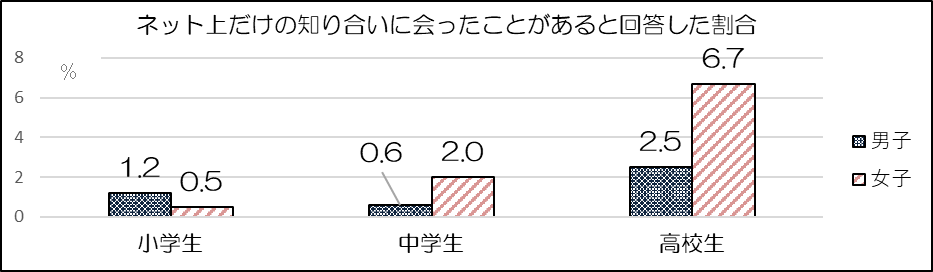 ネット上だけの知り合いに会ったことがあると回答した割合
8
%
6
4
2
0
1.2
0.5
0.6
2.0
2.5
6.7
小学生
中学生
高校生
男子
女子